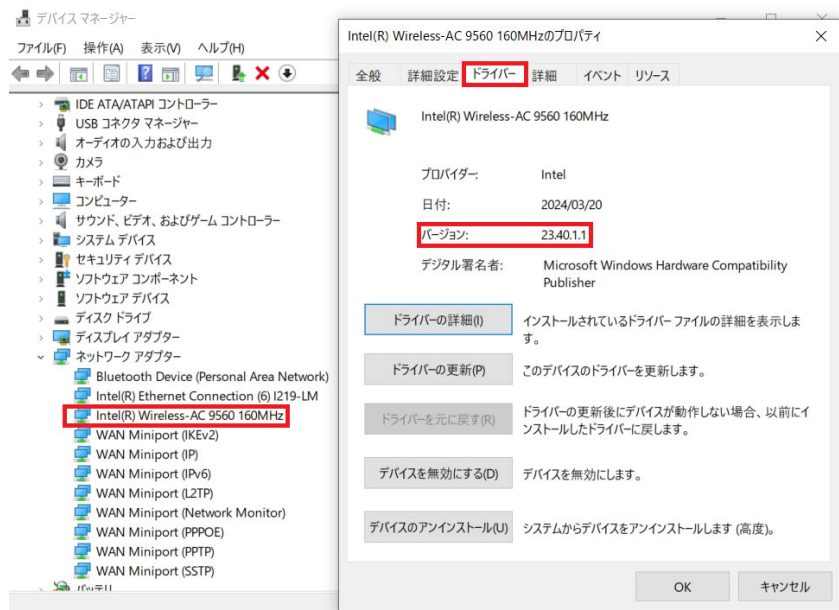 デバイス マネージャー
ファイル(F) 操作(A) 表示(V) ヘルプ(H)
IDE ATA/ATAPI コントローラー
USB コネクタ マネージャー
オーディオの入力および出力
カメラ
キーボード
コンピューター
サウンド、ビデオ、およびゲーム コントローラー
システム デバイス
セキュリティ デバイス
ソフトウェア コンポーネント
ソフトウェア デバイス
ディスク ドライブ
ディスプレイ アダプター
ネットワーク アダプター
Bluetooth Device (Personal Area Network)
Intel(R) Ethernet Connection (6) I219-LM
Intel(R) Wireless-AC 9560 160MHz
WAN Miniport (IKEv2)
WAN Miniport (IP)
WAN Miniport (IPv6)
WAN Miniport (L2TP)
WAN Miniport (Network Monitor)
WAN Miniport (PPPOE)
WAN Miniport (PPTP)
WAN Miniport (SSTP)
バッテリ
Intel(R) Wireless-AC 9560 160MHzのプロパティ
全般 詳細設定 ドライバー 詳細 イベント リソース
Intel(R) Wireless-AC 9560 160MHz
プロバイダー: Intel
日付: 2024/03/20
バージョン: 23.40.1.1
デジタル署名者: Microsoft Windows Hardware Compatibility
Publisher
ドライバーの詳細(I) インストールされているドライバー ファイルの詳細を表示しま
す。
ドライバーの更新(P) このデバイスのドライバーを更新します。
ドライバーを元に戻す(R) ドライバーの更新後にデバイスが動作しない場合、以前にイ
ンストールしたドライバーに戻します。
デバイスを無効にする(D) デバイスを無効にします。
デバイスのアンインストール(U) システムからデバイスをアンインストールします (高度)。
OK キャンセル